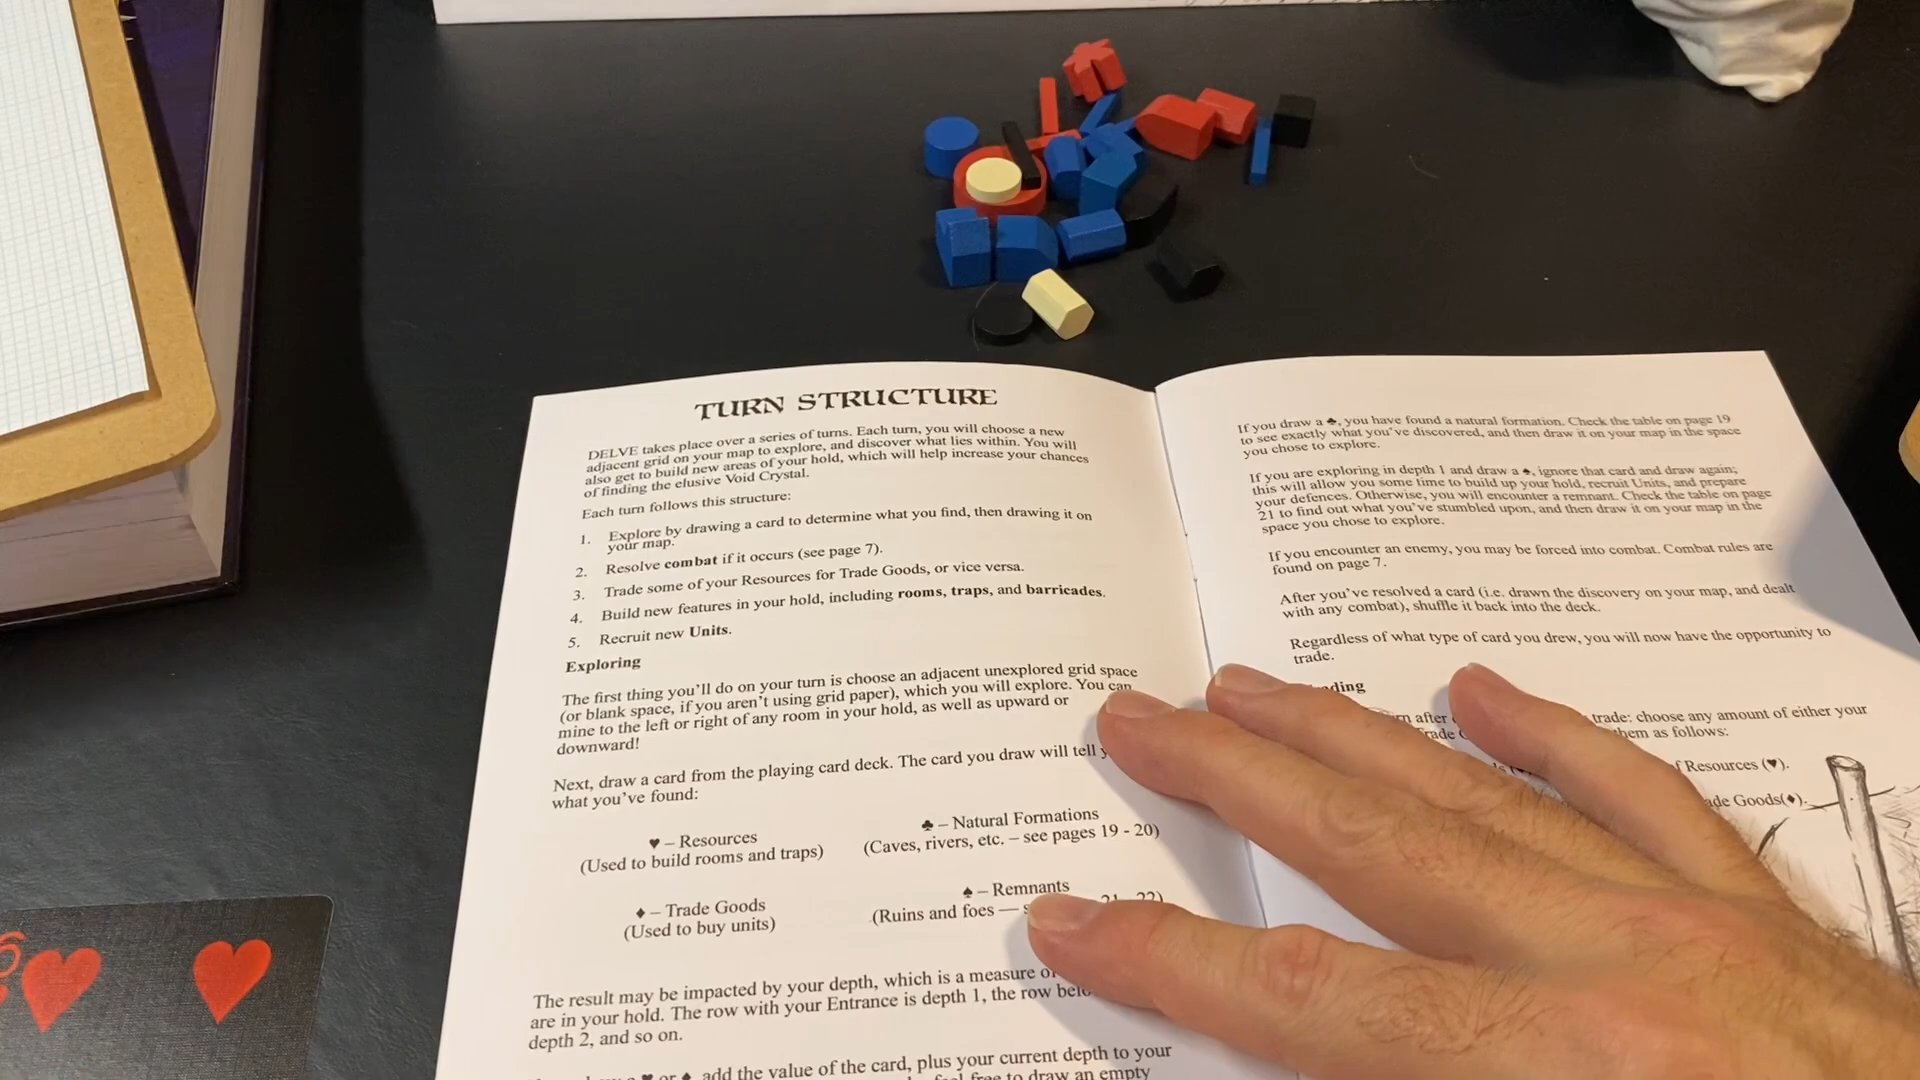 TURN STRUCTURE
DELVE takes place over a series of turns. Each turn, you will choose a new
adjacent grid on your map to explore, and discover what lies within. You will
also get to build new areas of your hold, which will help increase your chances
of finding the elusive Void Crystal.
Each turn follows this structure:
1. Explore by drawing a card to determine what you find, then drawing it on
your map.
2. Resolve combat if it occurs (see page 7).
3. Trade some of your Resources for Trade Goods, or vice versa.
4. Build new features in your hold, including rooms, traps, and barricades.
5. Recruit new Units.
Exploring
The first thing you'll do on your turn is choose an adjacent unexplored grid space
(or blank space, if you aren't using grid paper), which you will explore. You can
mine to the left or right of any room in your hold, as well as upward or
downward!
Next, draw a card from the playing card deck. The card you draw will tell
what you've found:
♥ – Resources
(Used to build rooms and traps)
♣ – Natural Formations
(Caves, rivers, etc. – see pages 19 - 20)
♦ – Trade Goods
(Used to buy units)
♠ – Remnants
(Ruins and foes —
The result may be impacted by your depth, which is a measure
are in your hold. The row with your Entrance is depth 1, the row
depth 2, and so on.
♥ or ♦, add the value of the card, plus your current depth to your
feel free to draw an empty
If you draw a ♣, you have found a natural formation. Check the table on page 19
to see exactly what you've discovered, and then draw it on your map in the space
you chose to explore.
If you are exploring in depth 1 and draw a ♠, ignore that card and draw again;
this will allow you some time to build up your hold, recruit Units, and prepare
your defences. Otherwise, you will encounter a remnant. Check the table on page
21 to find out what you've stumbled upon, and then draw it on your map in the
space you chose to explore.
If you encounter an enemy, you may be forced into combat. Combat rules are
found on page 7.
After you've resolved a card (i.e. drawn the discovery on your map, and dealt
with any combat), shuffle it back into the deck.
Regardless of what type of card you drew, you will now have the opportunity to
trade.
after trade: choose any amount of either your
them as follows:
Resources (♥).
Goods(♦).
6